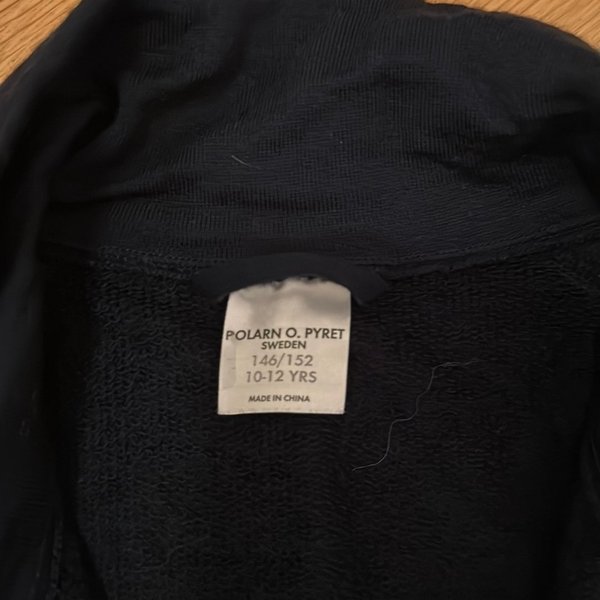 POLARN O. PYRET
SWEDEN
146/152
10-12 YRS
MADE IN CHINA